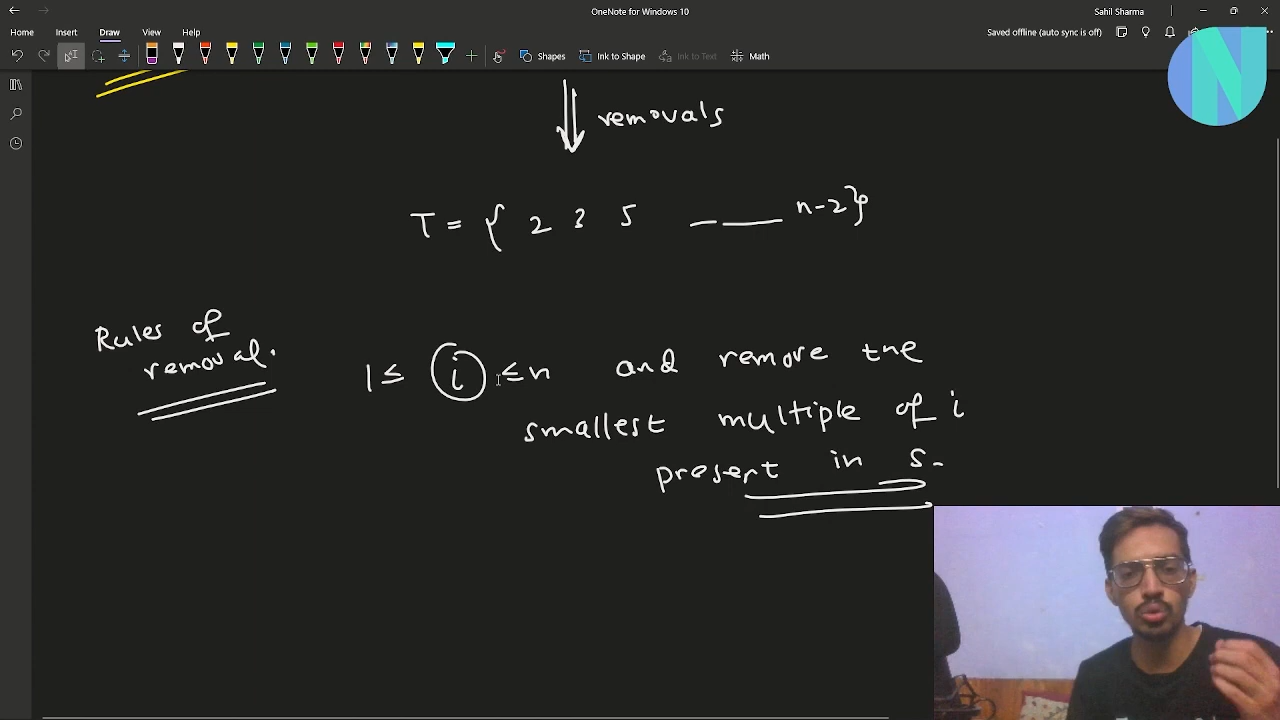 OneNote for Windows 10
Sahil Sharma
Home Insert Draw View Help
Saved offline (auto sync is off)
Shapes Ink to Shape Ink to Text Math
removals
T = { 2 3 5 —— n-2}
Rules of
removal.
1 ≤ i ≤ n and remove the
smallest multiple of i
present in S.